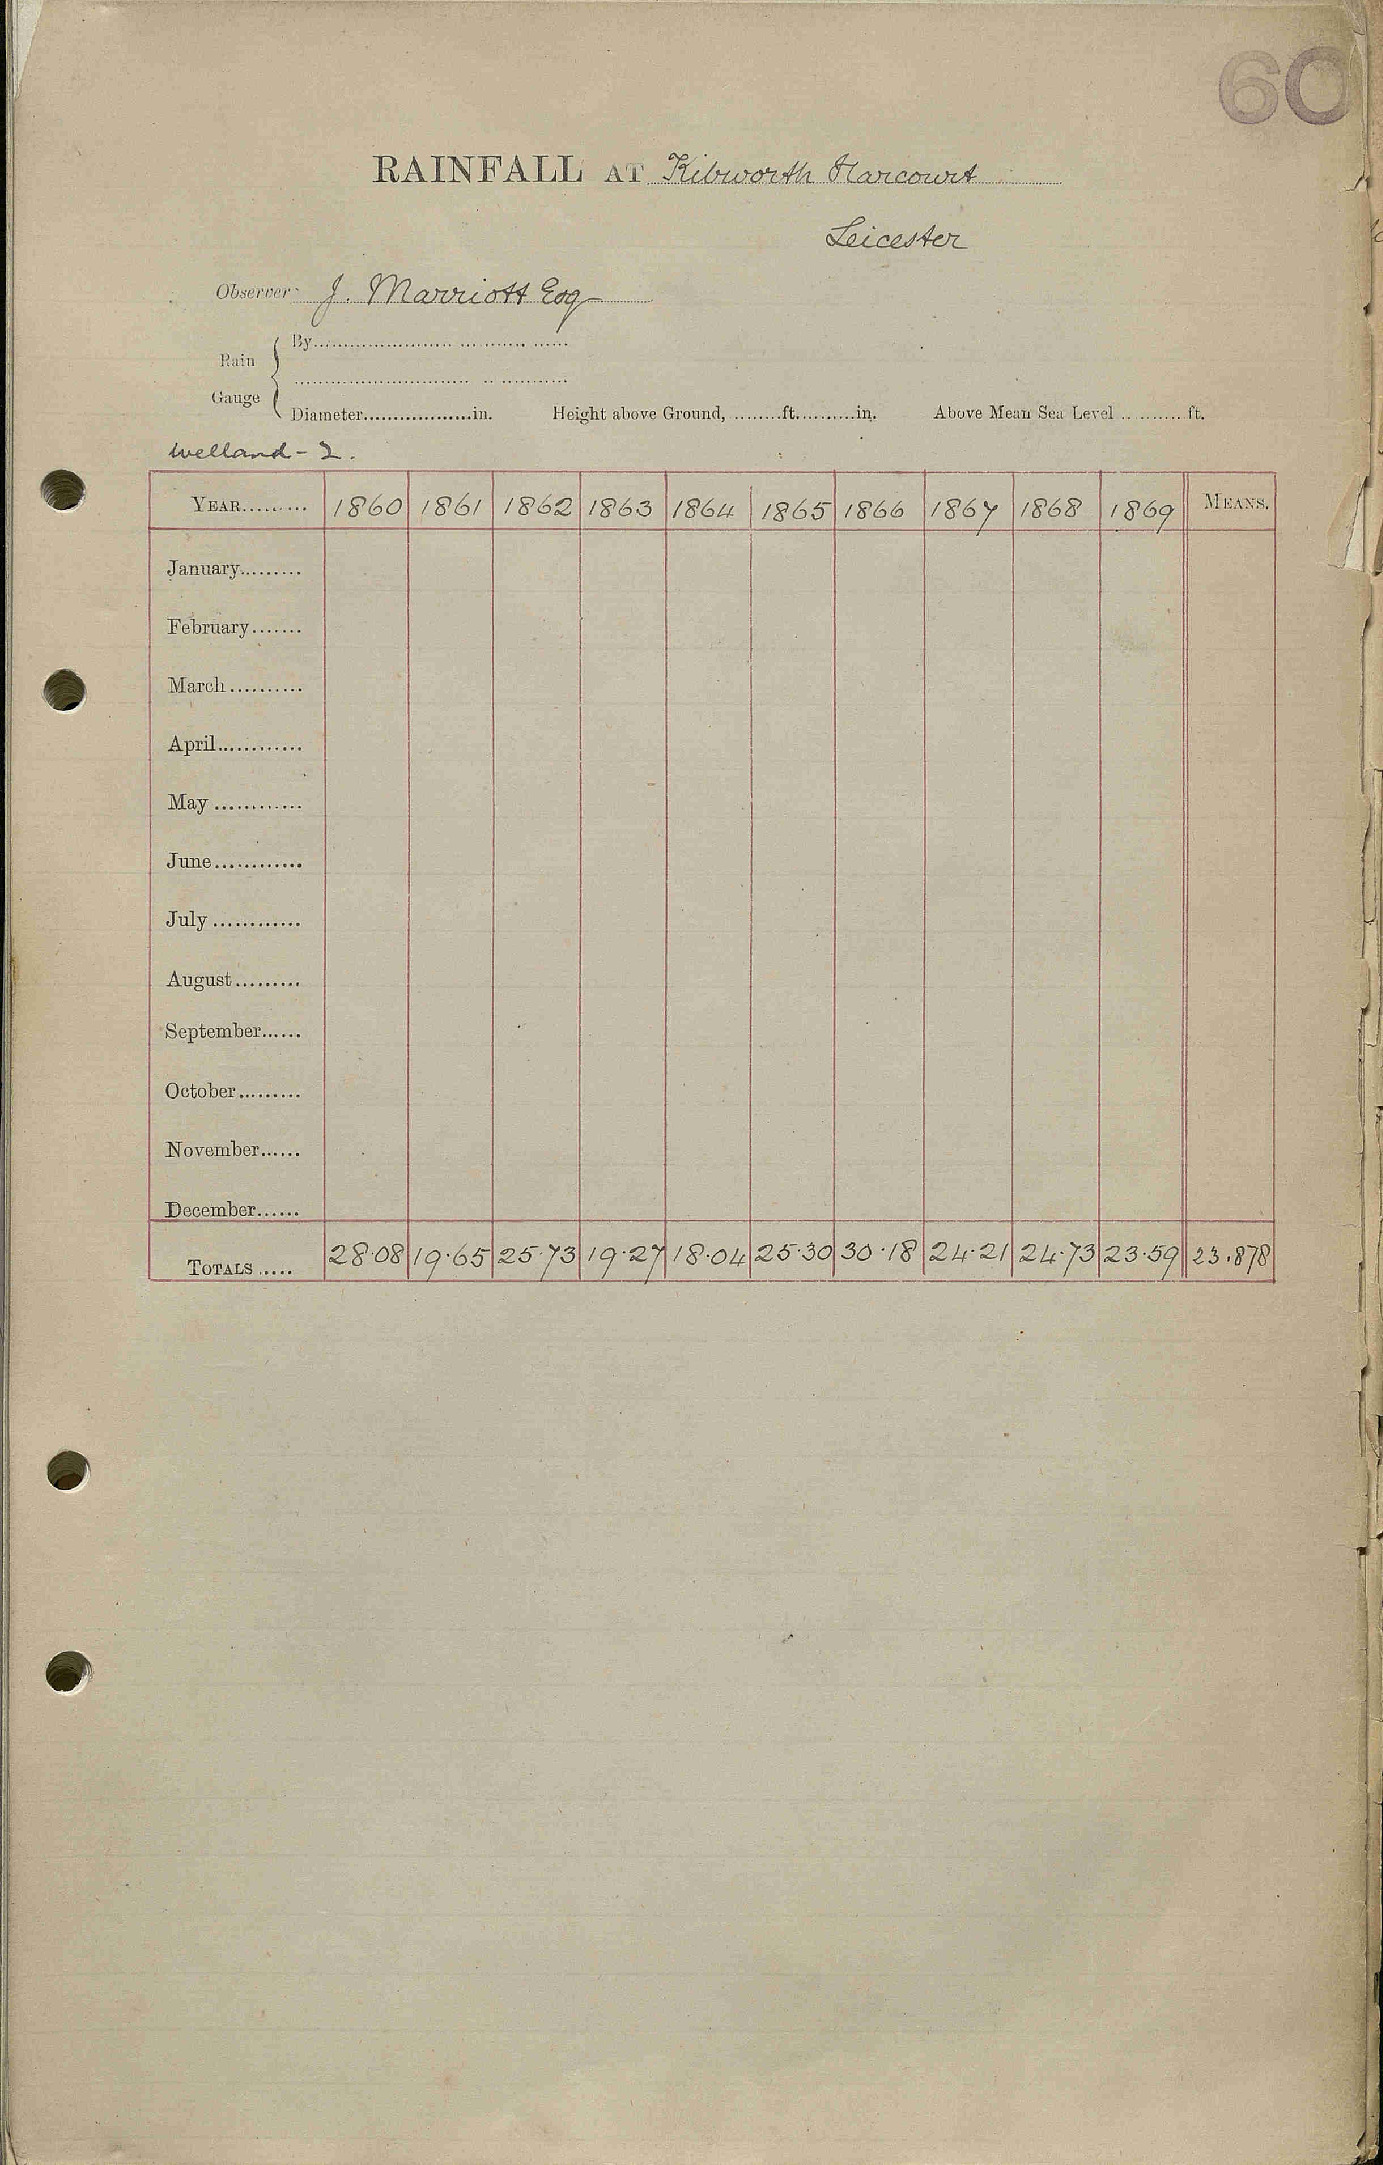 60
RAINFALL AT Kibworth Harcourt
Leicester
Observer J. Marriott Esq
Rain Gauge
By
Diameter in. Height above Ground, ft. in. Above Mean Sea Level ft.
Welland - 2.
YEAR 1860 1861 1862 1863 1864 1865 1866 1867 1868 1869 MEANS.
January
February
March
April
May
June
July
August
September
October
November
December
TOTALS 28.08 19.65 25.73 19.27 18.04 25.30 30.18 24.21 24.73 23.59 23.878